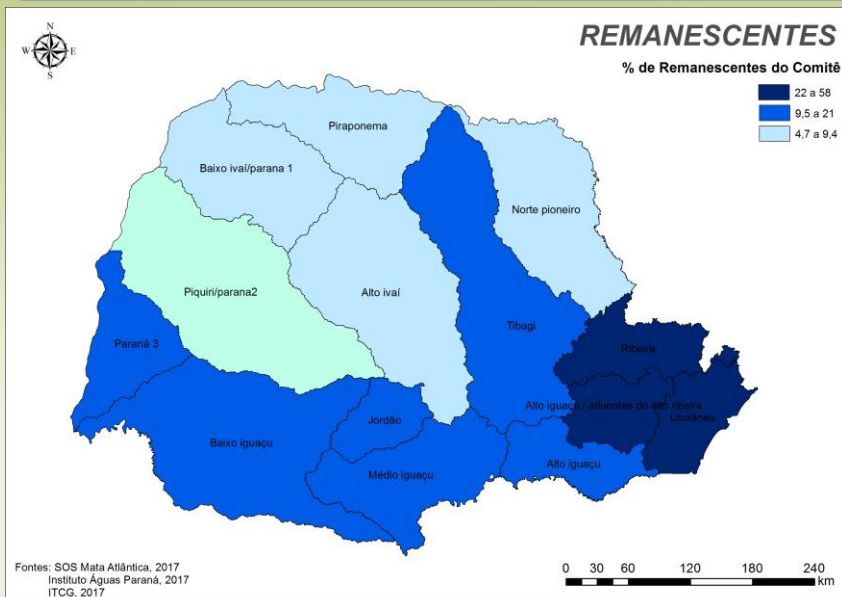 N
W E
S
REMANESCENTES
% de Remanescentes do Comitê
22 a 58
9,5 a 21
4,7 a 9,4
Piraponema
Baixo ivaí/parana 1
Norte pioneiro
Piquiri/parana2
Alto ivaí
Tibagi
Paraná 3
Ribeira
Alto iguaçu / afluentes do alto ribeira
Litorânea
Jordão
Baixo iguaçu
Médio iguaçu
Alto iguaçu
Fontes: SOS Mata Atlântica, 2017
Instituto Águas Paraná, 2017
ITCG, 2017
0 30 60 120 180 240
km